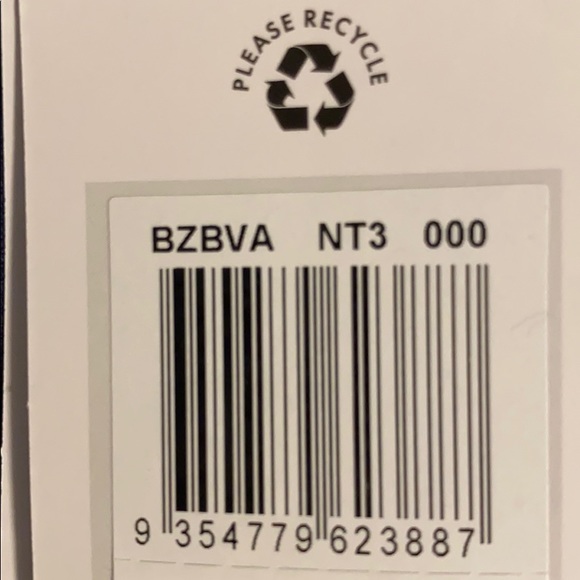 PLEASE RECYCLE
BZBVA NT3 000
9 354779 623887